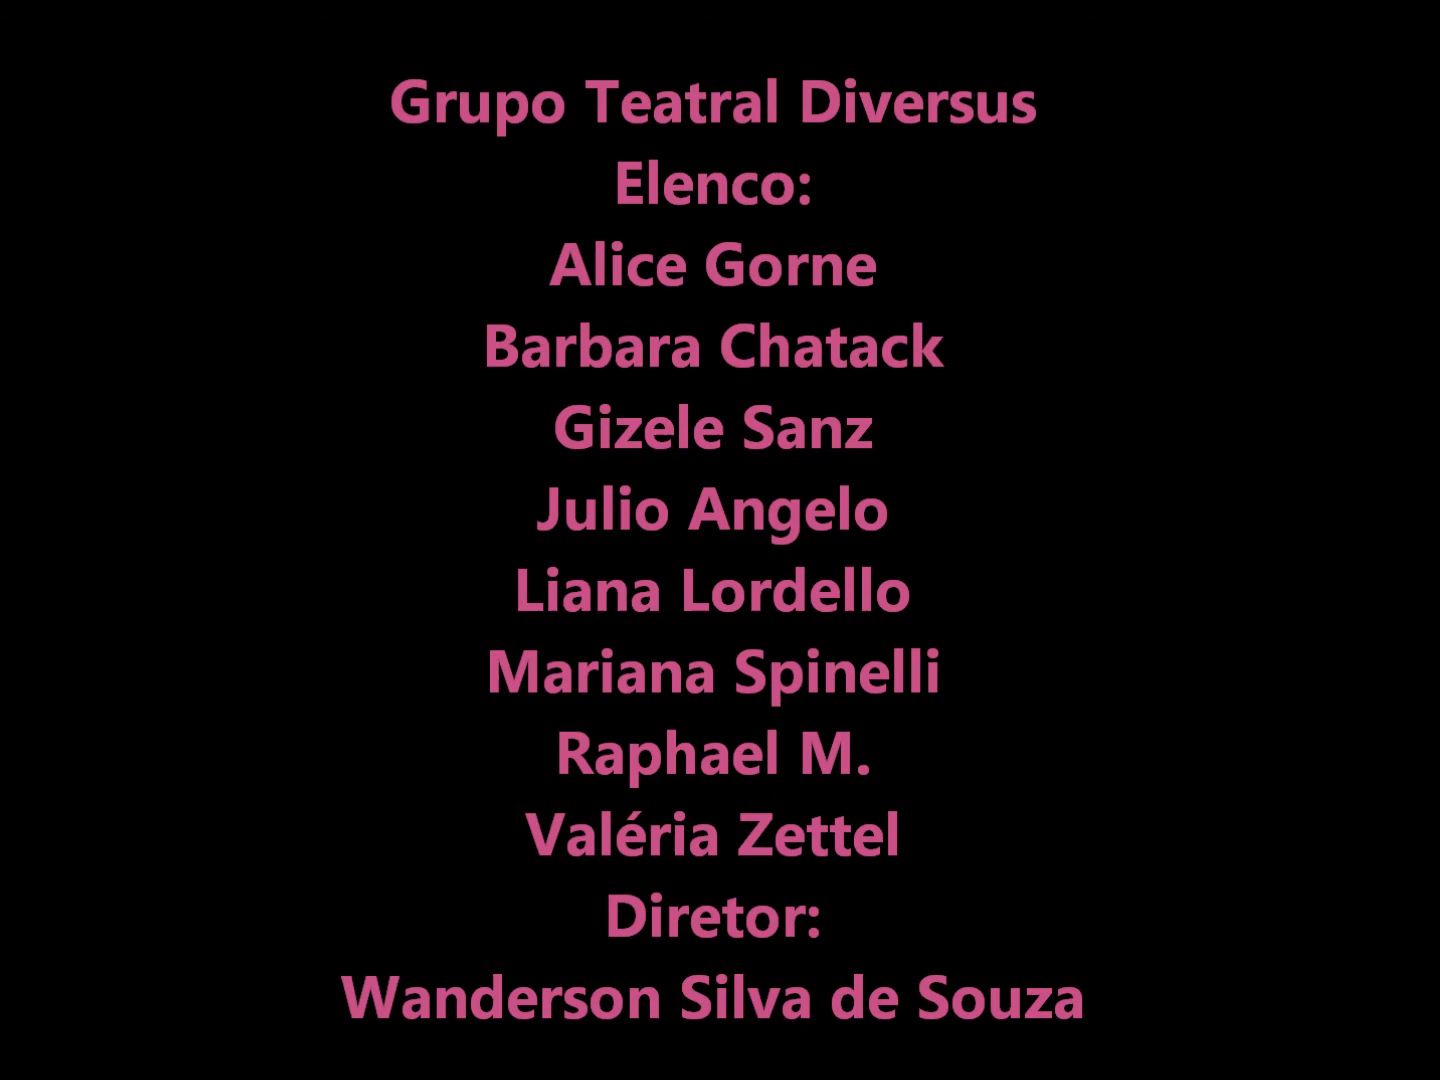 Grupo Teatral Diversus
Elenco:
Alice Gorne
Barbara Chatack
Gizele Sanz
Julio Angelo
Liana Lordello
Mariana Spinelli
Raphael M.
Valéria Zettel
Diretor:
Wanderson Silva de Souza